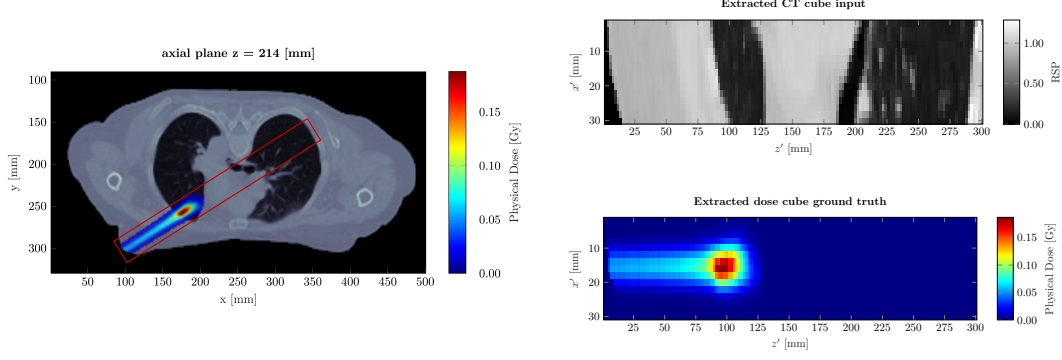 axial plane z = 214 [mm]
100
150
200
250
300
y [mm]
50 100 150 200 250 300 350 400 450 500
x [mm]
0.15
0.10
0.05
0.00
Physical Dose [Gy]
Extracted CT cube input
10
20
30
x′ [mm]
25 50 75 100 125 150 175 200 225 250 275 300
z′ [mm]
1.00
0.50
0.00
RSP
Extracted dose cube ground truth
10
20
30
x′ [mm]
25 50 75 100 125 150 175 200 225 250 275 300
z′ [mm]
0.15
0.10
0.05
0.00
Physical Dose [Gy]